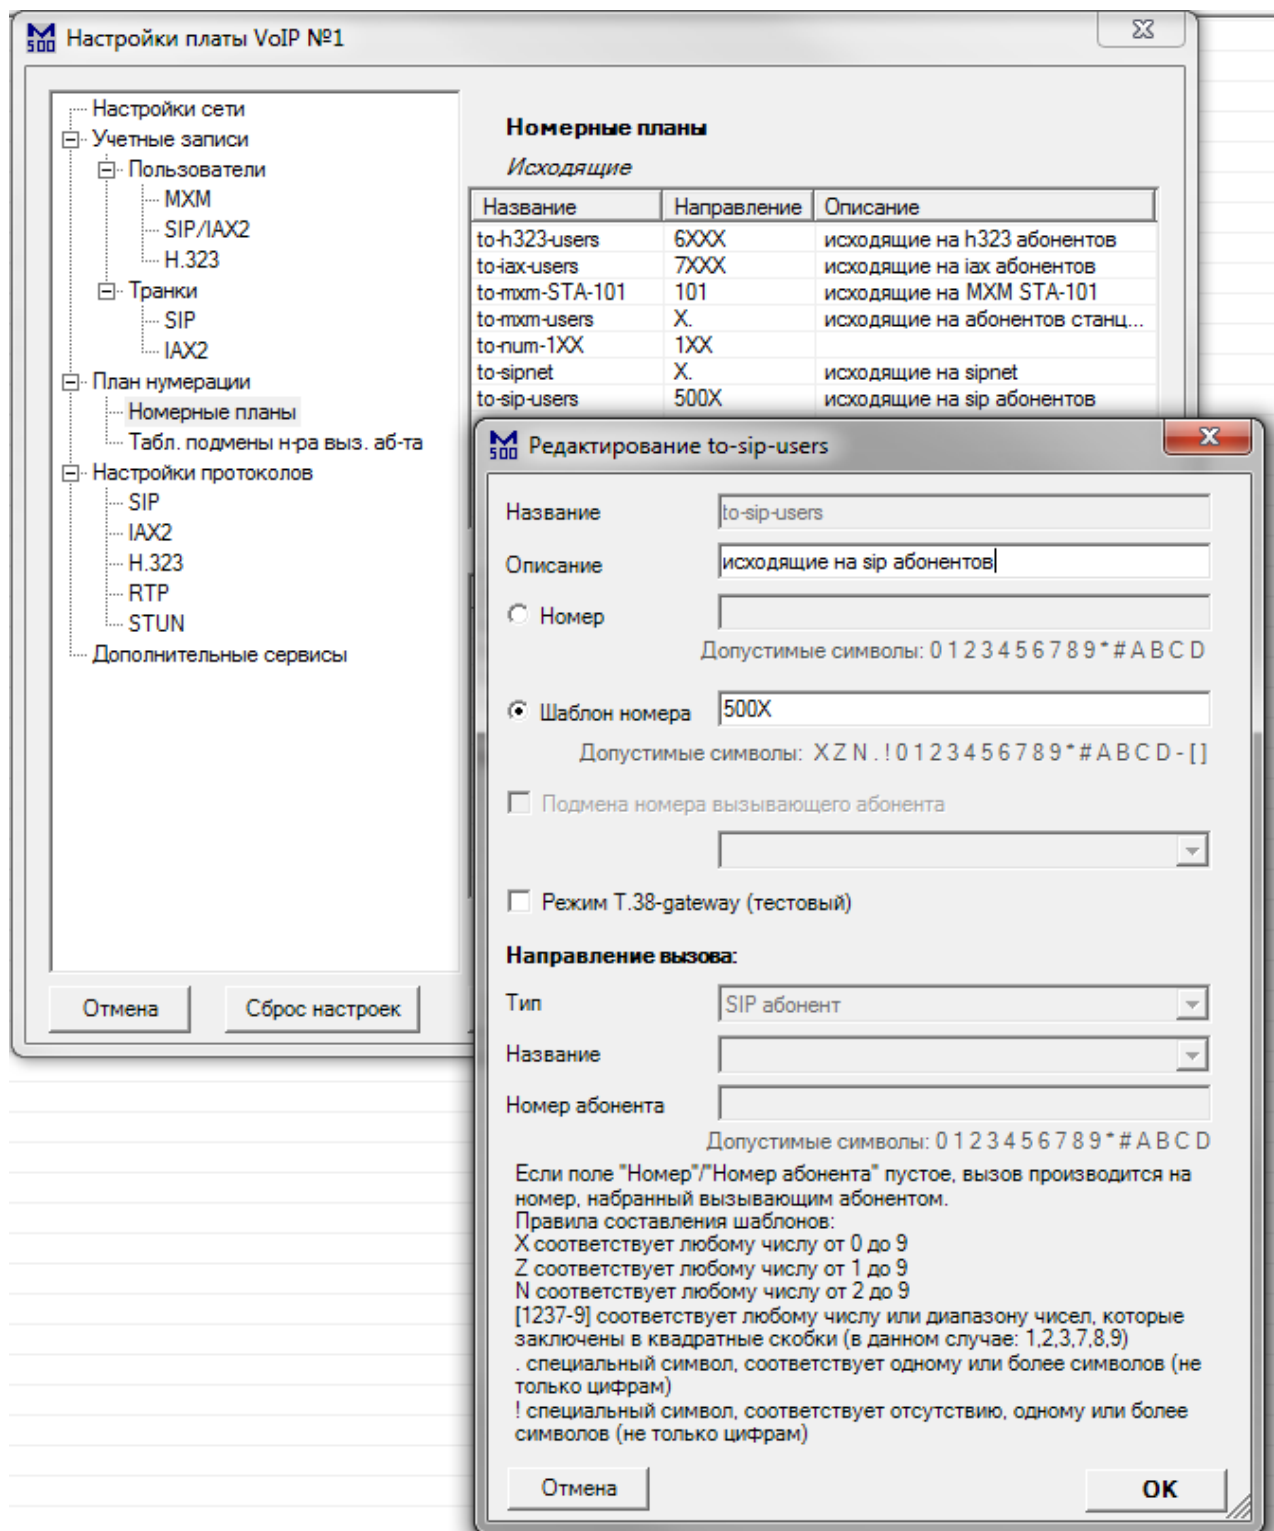 M 500 Настройки платы VoIP №1
Настройки сети
Учетные записи
Пользователи
MXM
SIP/IAX2
H.323
Транки
SIP
IAX2
План нумерации
Номерные планы
Табл. подмены н-ра выз. аб-та
Настройки протоколов
SIP
IAX2
H.323
RTP
STUN
Дополнительные сервисы
Отмена Сброс настроек
Номерные планы
Исходящие
Название Направление Описание
to-h323-users 6XXX исходящие на h323 абонентов
to-iax-users 7XXX исходящие на iax абонентов
to-mxm-STA-101 101 исходящие на MXM STA-101
to-mxm-users X. исходящие на абонентов станц...
to-num-1XX 1XX
to-sipnet X. исходящие на sipnet
to-sip-users 500X исходящие на sip абонентов
M 500 Редактирование to-sip-users
Название to-sip-users
Описание исходящие на sip абонентов
Номер
Допустимые символы: 0 1 2 3 4 5 6 7 8 9 * # A B C D
Шаблон номера 500X
Допустимые символы: X Z N . ! 0 1 2 3 4 5 6 7 8 9 * # A B C D - [ ]
Подмена номера вызывающего абонента
Режим T.38-gateway (тестовый)
Направление вызова:
Тип SIP абонент
Название
Номер абонента
Допустимые символы: 0 1 2 3 4 5 6 7 8 9 * # A B C D
Если поле "Номер"/"Номер абонента" пустое, вызов производится на
номер, набранный вызывающим абонентом.
Правила составления шаблонов:
X соответствует любому числу от 0 до 9
Z соответствует любому числу от 1 до 9
N соответствует любому числу от 2 до 9
[1237-9] соответствует любому числу или диапазону чисел, которые
заключены в квадратные скобки (в данном случае: 1,2,3,7,8,9)
. специальный символ, соответствует одному или более символов (не
только цифрам)
! специальный символ, соответствует отсутствию, одному или более
символов (не только цифрам)
Отмена OK